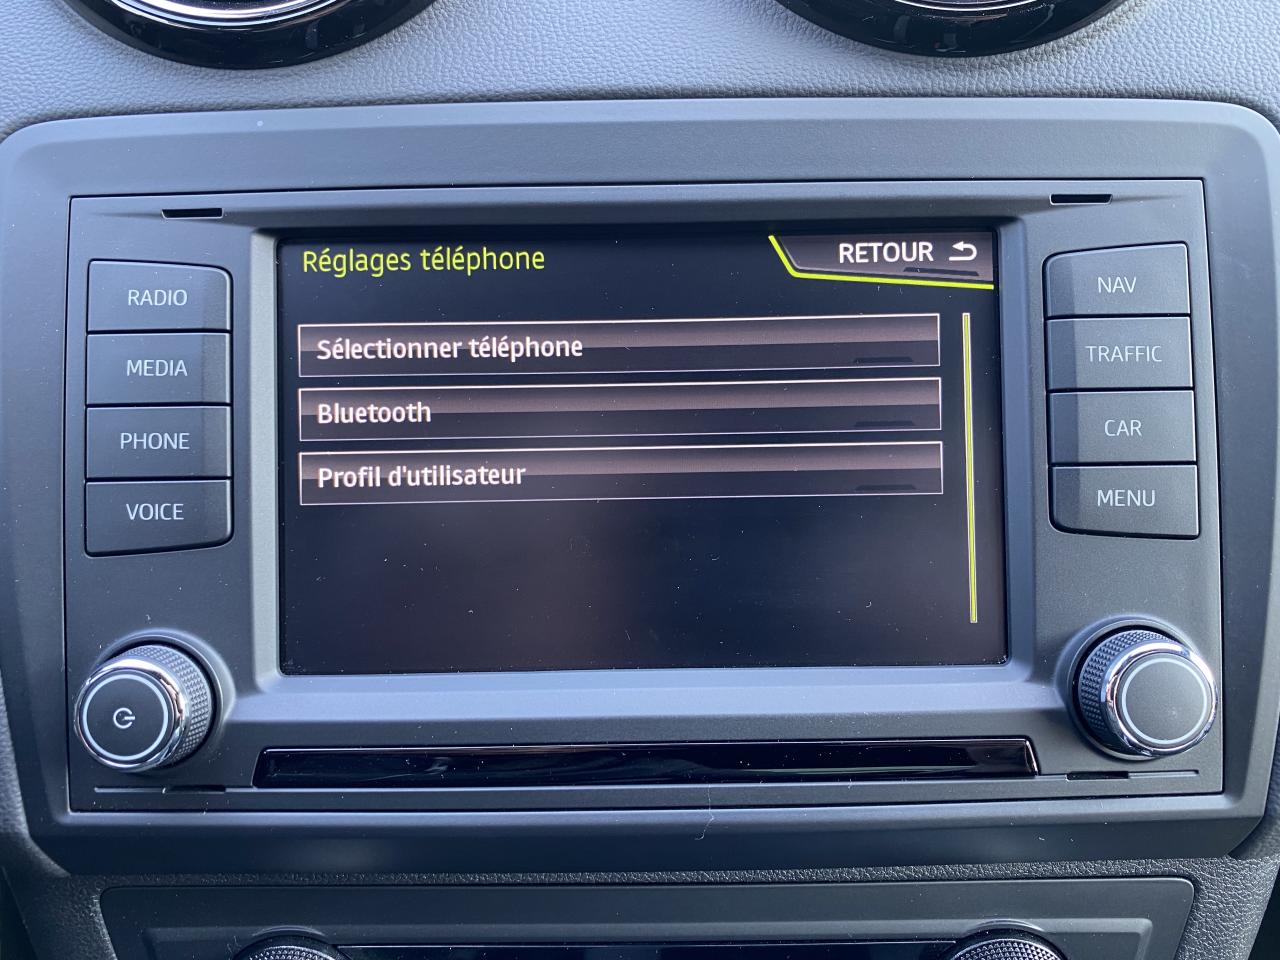 Réglages téléphone
RETOUR
Sélectionner téléphone
Bluetooth
Profil d'utilisateur
RADIO
MEDIA
PHONE
VOICE
NAV
TRAFFIC
CAR
MENU